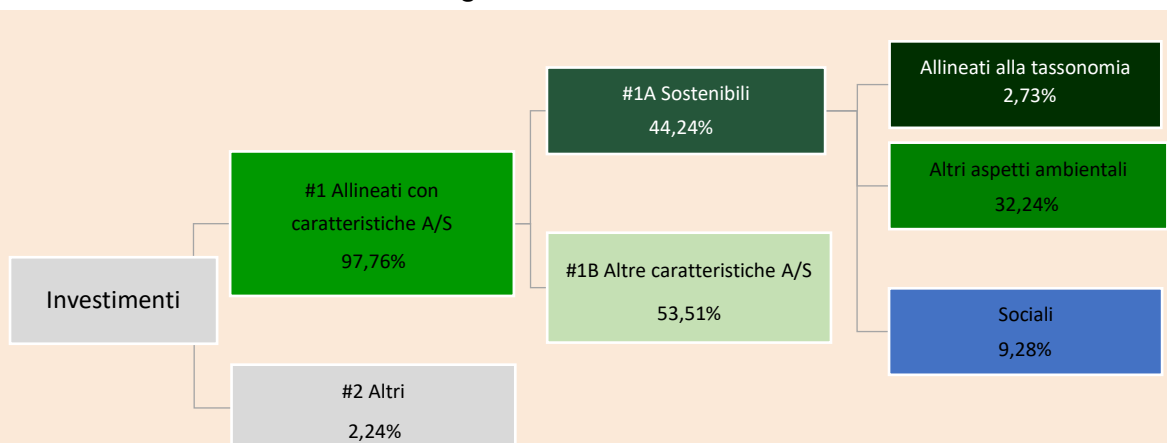 Investimenti
#1 Allineati con
caratteristiche A/S
97,76%
#2 Altri
2,24%
#1A Sostenibili
44,24%
#1B Altre caratteristiche A/S
53,51%
Allineati alla tassonomia
2,73%
Altri aspetti ambientali
32,24%
Sociali
9,28%